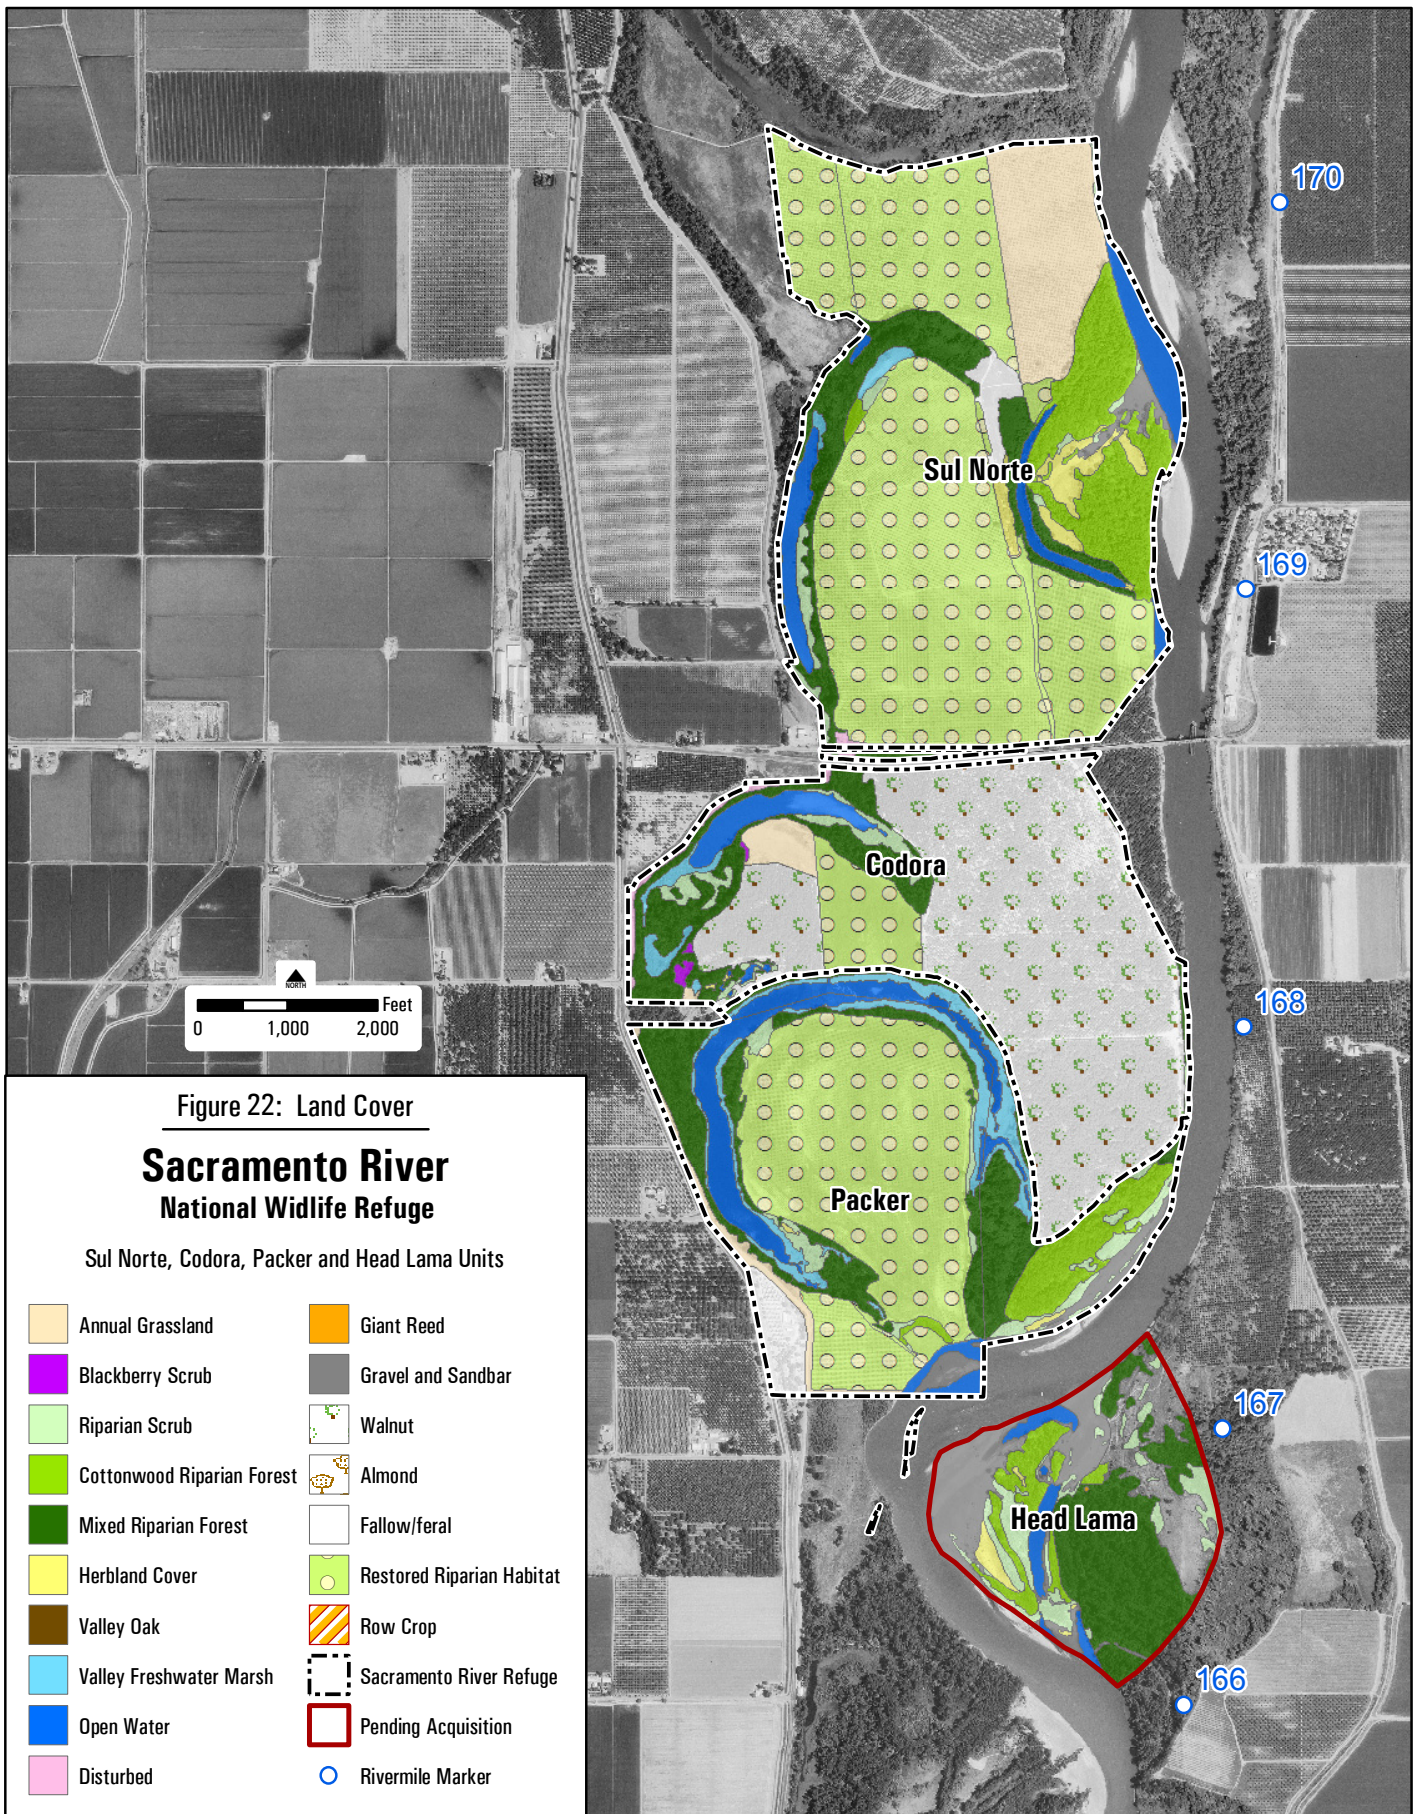 170
Sul Norte
169
Codora
NORTH
Feet
0 1,000 2,000
168
Packer
167
Head Lama
166
Figure 22: Land Cover
Sacramento River
National Wildlife Refuge
Sul Norte, Codora, Packer and Head Lama Units
Annual Grassland
Blackberry Scrub
Riparian Scrub
Cottonwood Riparian Forest
Mixed Riparian Forest
Herbland Cover
Valley Oak
Valley Freshwater Marsh
Open Water
Disturbed
Giant Reed
Gravel and Sandbar
Walnut
Almond
Fallow/feral
Restored Riparian Habitat
Row Crop
Sacramento River Refuge
Pending Acquisition
Rivermile Marker